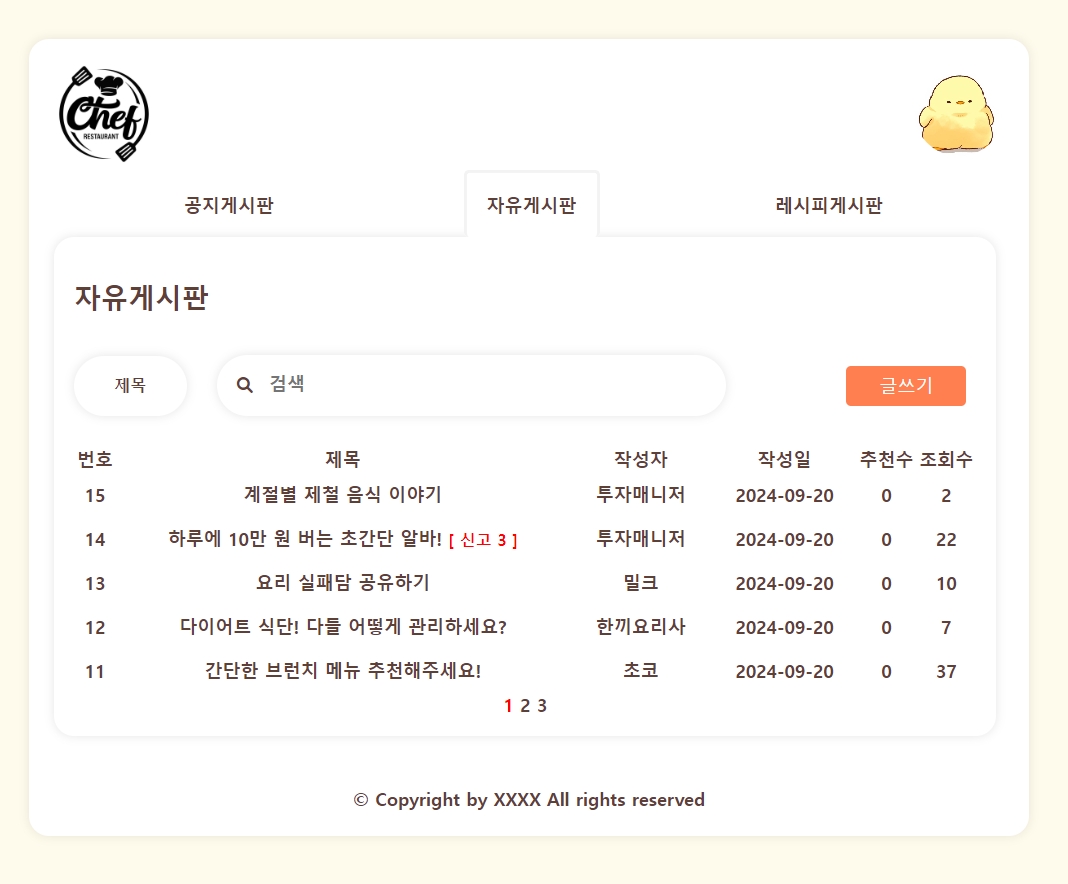 Chef
RESTAURANT
공지게시판 자유게시판 레시피게시판
자유게시판
제목 검색 글쓰기
번호 제목 작성자 작성일 추천수 조회수
15 계절별 제철 음식 이야기 투자매니저 2024-09-20 0 2
14 하루에 10만 원 버는 초간단 알바! [ 신고 3 ] 투자매니저 2024-09-20 0 22
13 요리 실패담 공유하기 밀크 2024-09-20 0 10
12 다이어트 식단! 다들 어떻게 관리하세요? 한끼요리사 2024-09-20 0 7
11 간단한 브런치 메뉴 추천해주세요! 초코 2024-09-20 0 37
1 2 3
© Copyright by XXXX All rights reserved